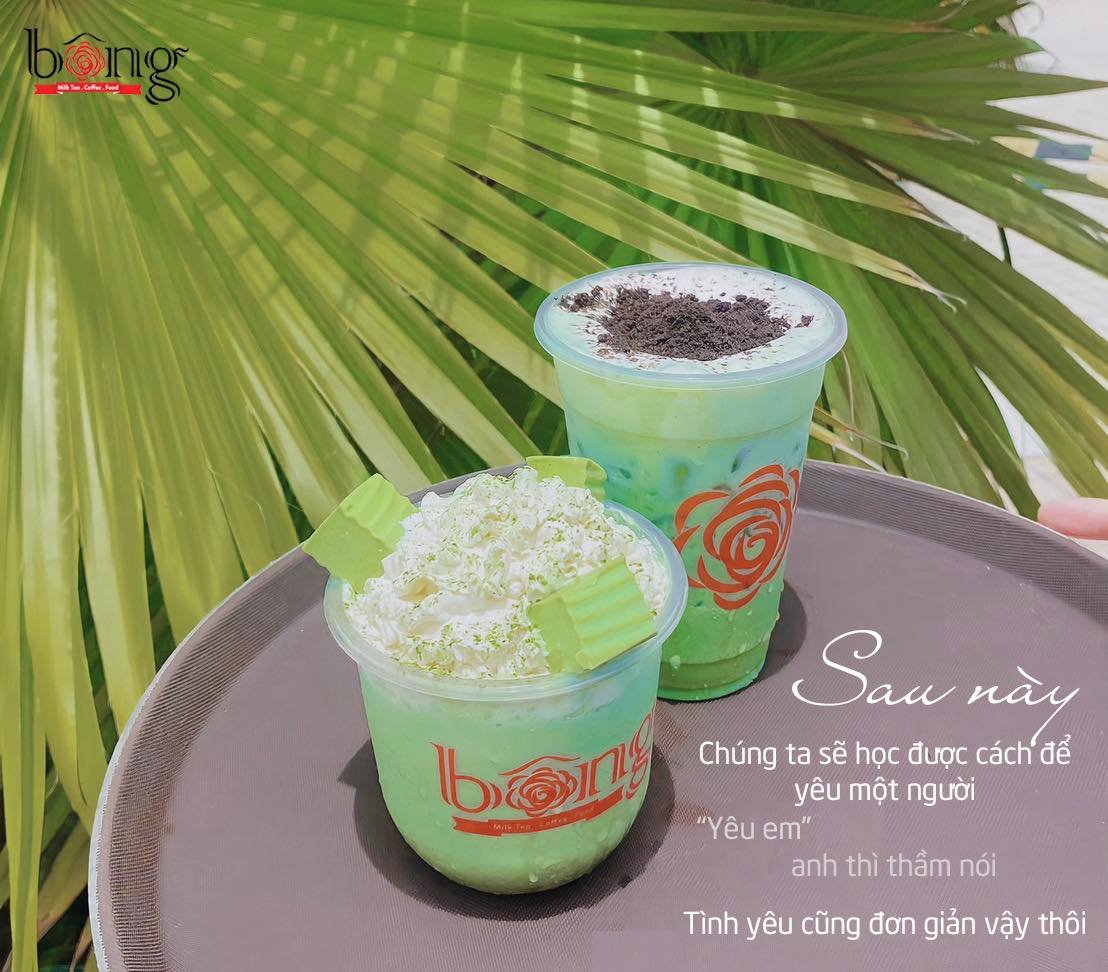 bông
Milk Tea . Coffee . Food
bông
Milk Tea . Coffee . Food
Sau này
Chúng ta sẽ học được cách để
yêu một người
“Yêu em”
anh thì thầm nói
Tình yêu cũng đơn giản vậy thôi